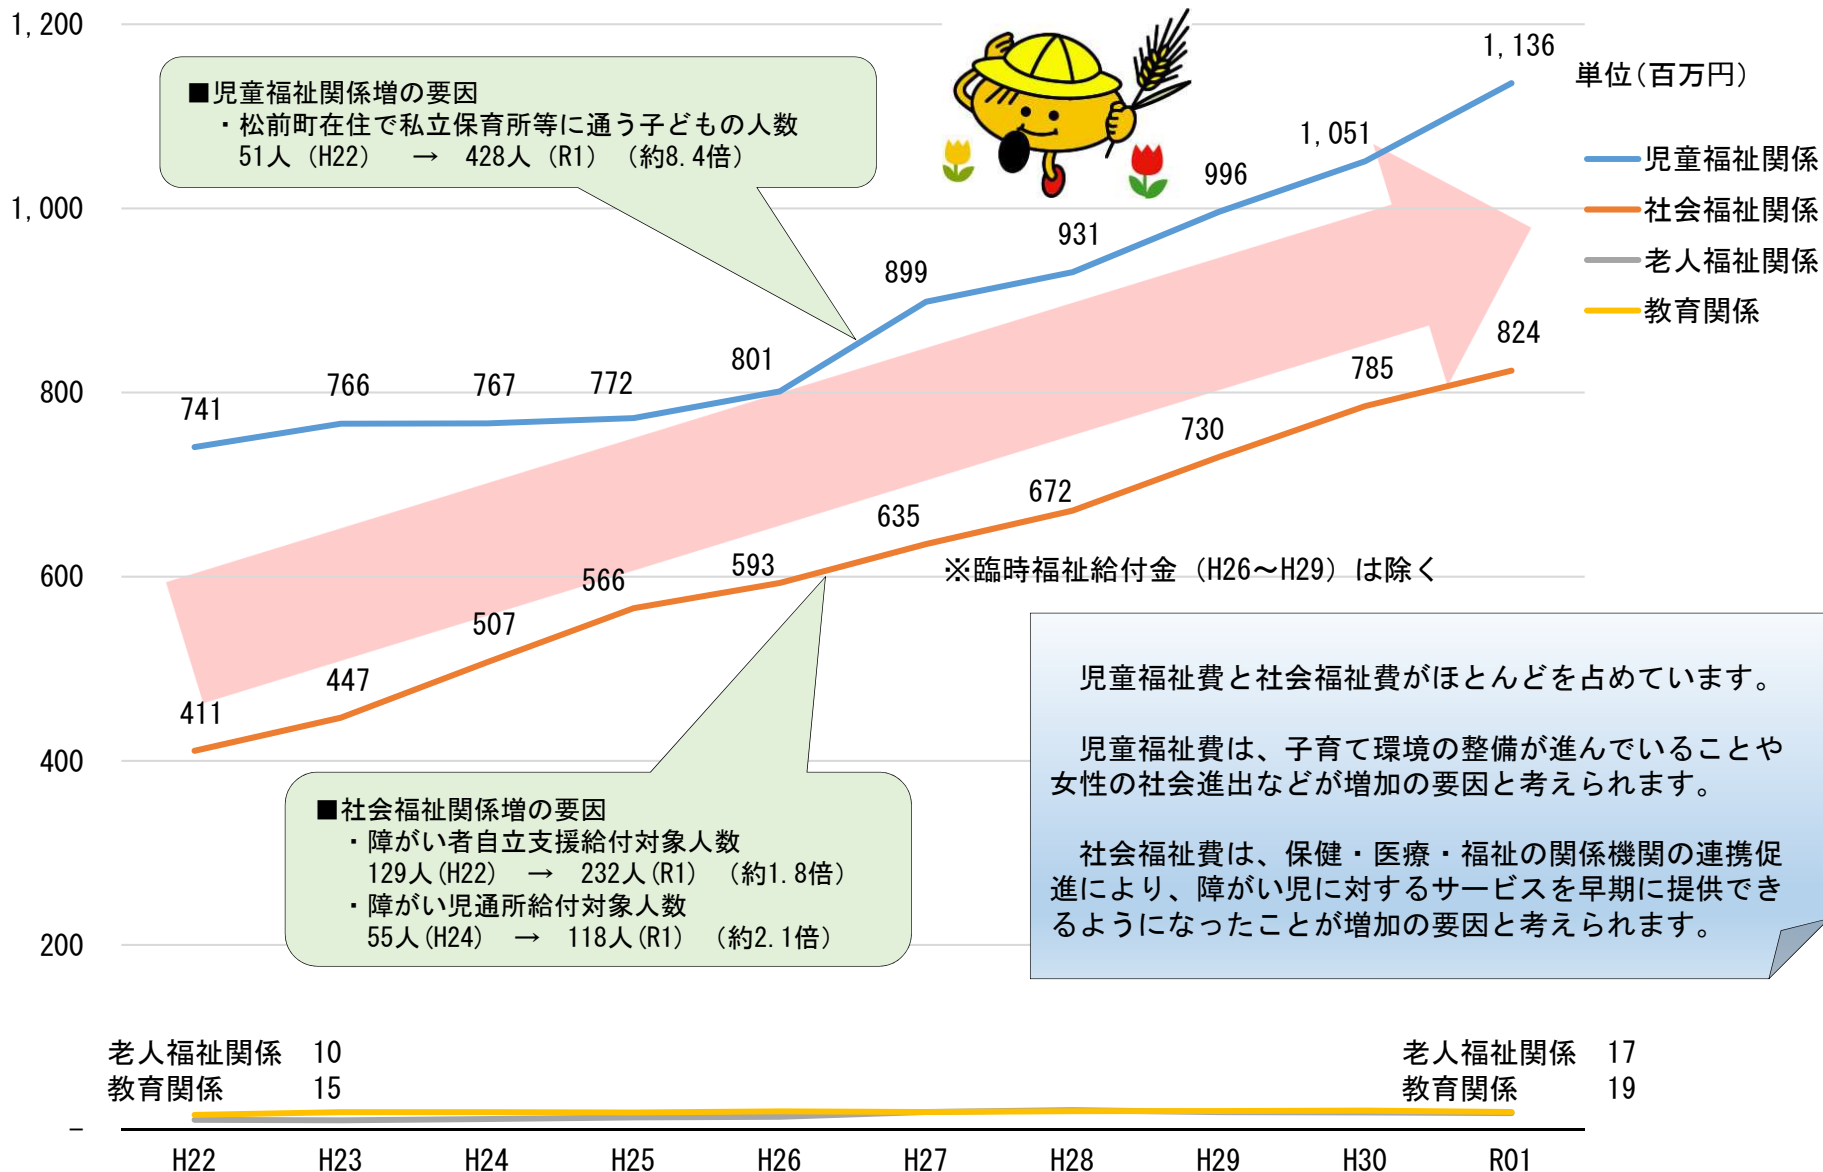 1,200
1,000
800
600
400
200
－
単位(百万円)
児童福祉関係
社会福祉関係
老人福祉関係
教育関係
■児童福祉関係増の要因
・松前町在住で私立保育所等に通う子どもの人数
51人（H22） → 428人（R1）（約8.4倍）
741
766
767
772
801
899
931
996
1,051
1,136
411
447
507
566
593
635
672
730
785
824
※臨時福祉給付金（H26～H29）は除く
■社会福祉関係増の要因
・障がい者自立支援給付対象人数
129人(H22) → 232人(R1) （約1.8倍）
・障がい児通所給付対象人数
55人(H24) → 118人(R1) （約2.1倍）
児童福祉費と社会福祉費がほとんどを占めています。
児童福祉費は、子育て環境の整備が進んでいることや
女性の社会進出などが増加の要因と考えられます。
社会福祉費は、保健・医療・福祉の関係機関の連携促
進により、障がい児に対するサービスを早期に提供でき
るようになったことが増加の要因と考えられます。
老人福祉関係 10
教育関係 15
老人福祉関係 17
教育関係 19
H22 H23 H24 H25 H26 H27 H28 H29 H30 R01